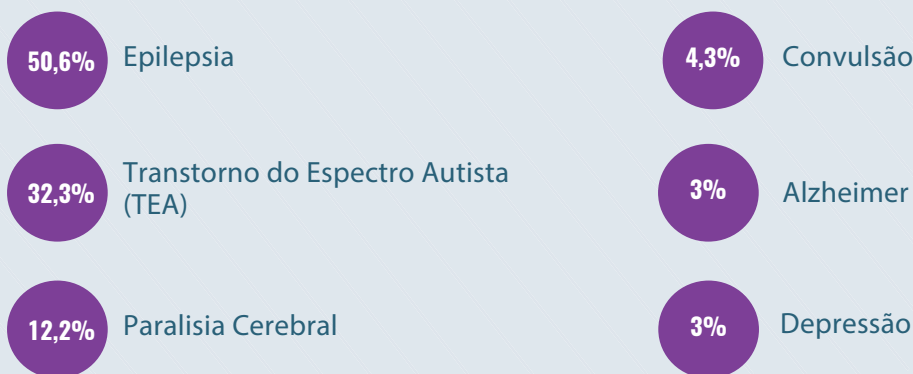 50,6% Epilepsia
32,3% Transtorno do Espectro Autista
(TEA)
12,2% Paralisia Cerebral
4,3% Convulsão
3% Alzheimer
3% Depressão